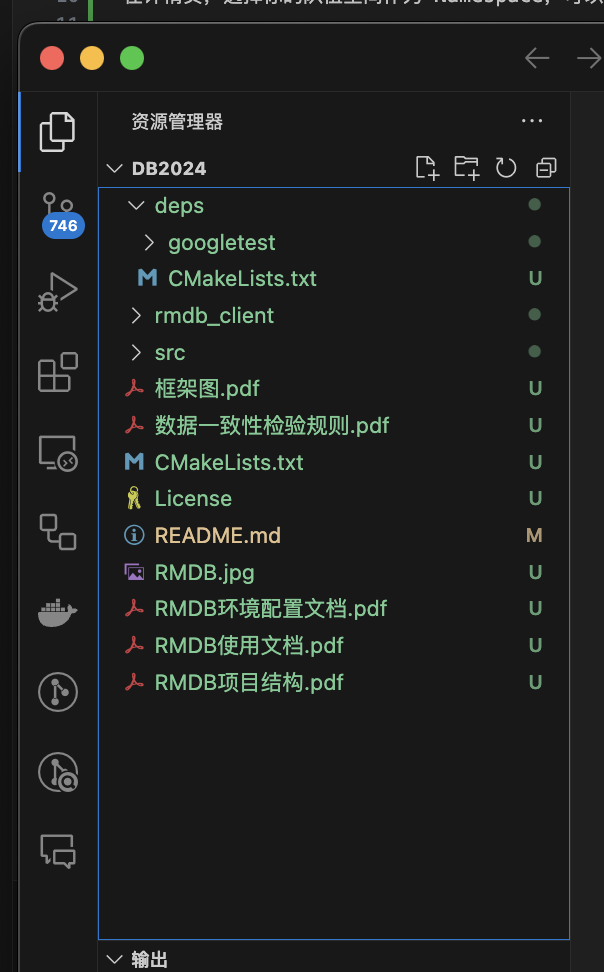 资源管理器
DB2024
deps
googletest
CMakeLists.txt U
746
rmdb_client
src
框架图.pdf U
数据一致性检验规则.pdf U
CMakeLists.txt U
License U
README.md M
RMDB.jpg U
RMDB环境配置文档.pdf U
RMDB使用文档.pdf U
RMDB项目结构.pdf U
输出